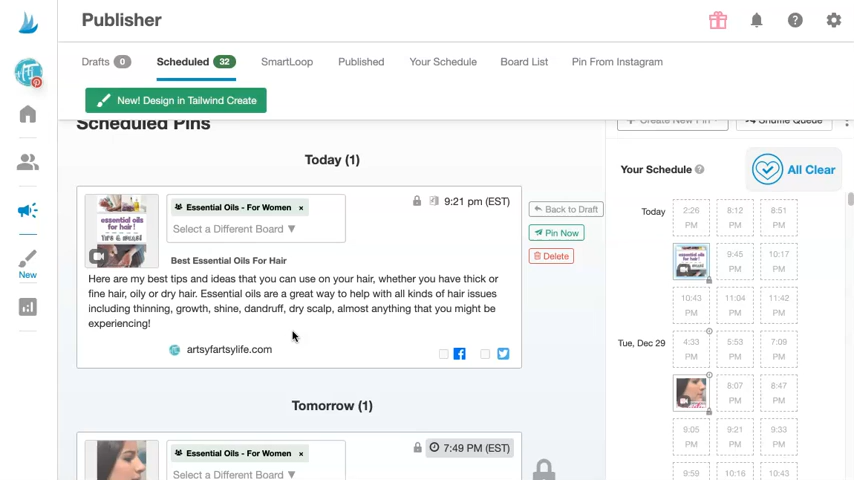 Publisher
Drafts 0
Scheduled 32
SmartLoop
Published
Your Schedule
Board List
Pin From Instagram
New! Design in Tailwind Create
New
Scheduled Pins
Create New Pin
Shuffle Queue
Today (1)
essential oils
for hair!
TIPS & IDEAS!
Essential Oils - For Women ×
Select a Different Board ▼
9:21 pm (EST)
Best Essential Oils For Hair
Here are my best tips and ideas that you can use on your hair, whether you have thick or
fine hair, oily or dry hair. Essential oils are a great way to help with all kinds of hair issues
including thinning, growth, shine, dandruff, dry scalp, almost anything that you might be
experiencing!
artsyfartsylife.com
Back to Draft
Pin Now
Delete
Tomorrow (1)
Essential Oils - For Women ×
Select a Different Board ▼
7:49 PM (EST)
Your Schedule
All Clear
Today
2:26 PM
8:12 PM
8:51 PM
9:45 PM
10:17 PM
10:43 PM
11:04 PM
11:42 PM
Tue, Dec 29
4:33 PM
5:53 PM
7:09 PM
8:07 PM
8:47 PM
9:05 PM
9:21 PM
9:33 PM
9:59
10:16
10:43